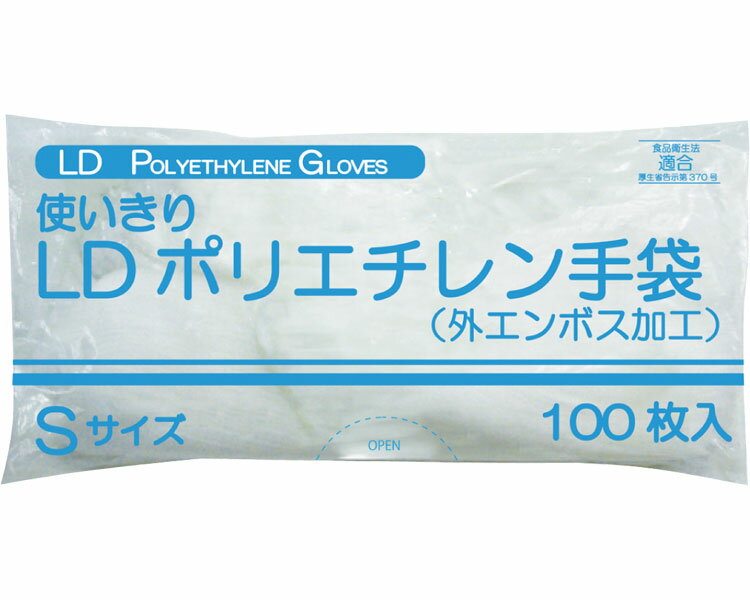 LD POLYETHYLENE GLOVES
食品衛生法
適合
厚生省告示第370号
使いきり
LDポリエチレン手袋
(外エンボス加工)
Sサイズ
100枚入
OPEN